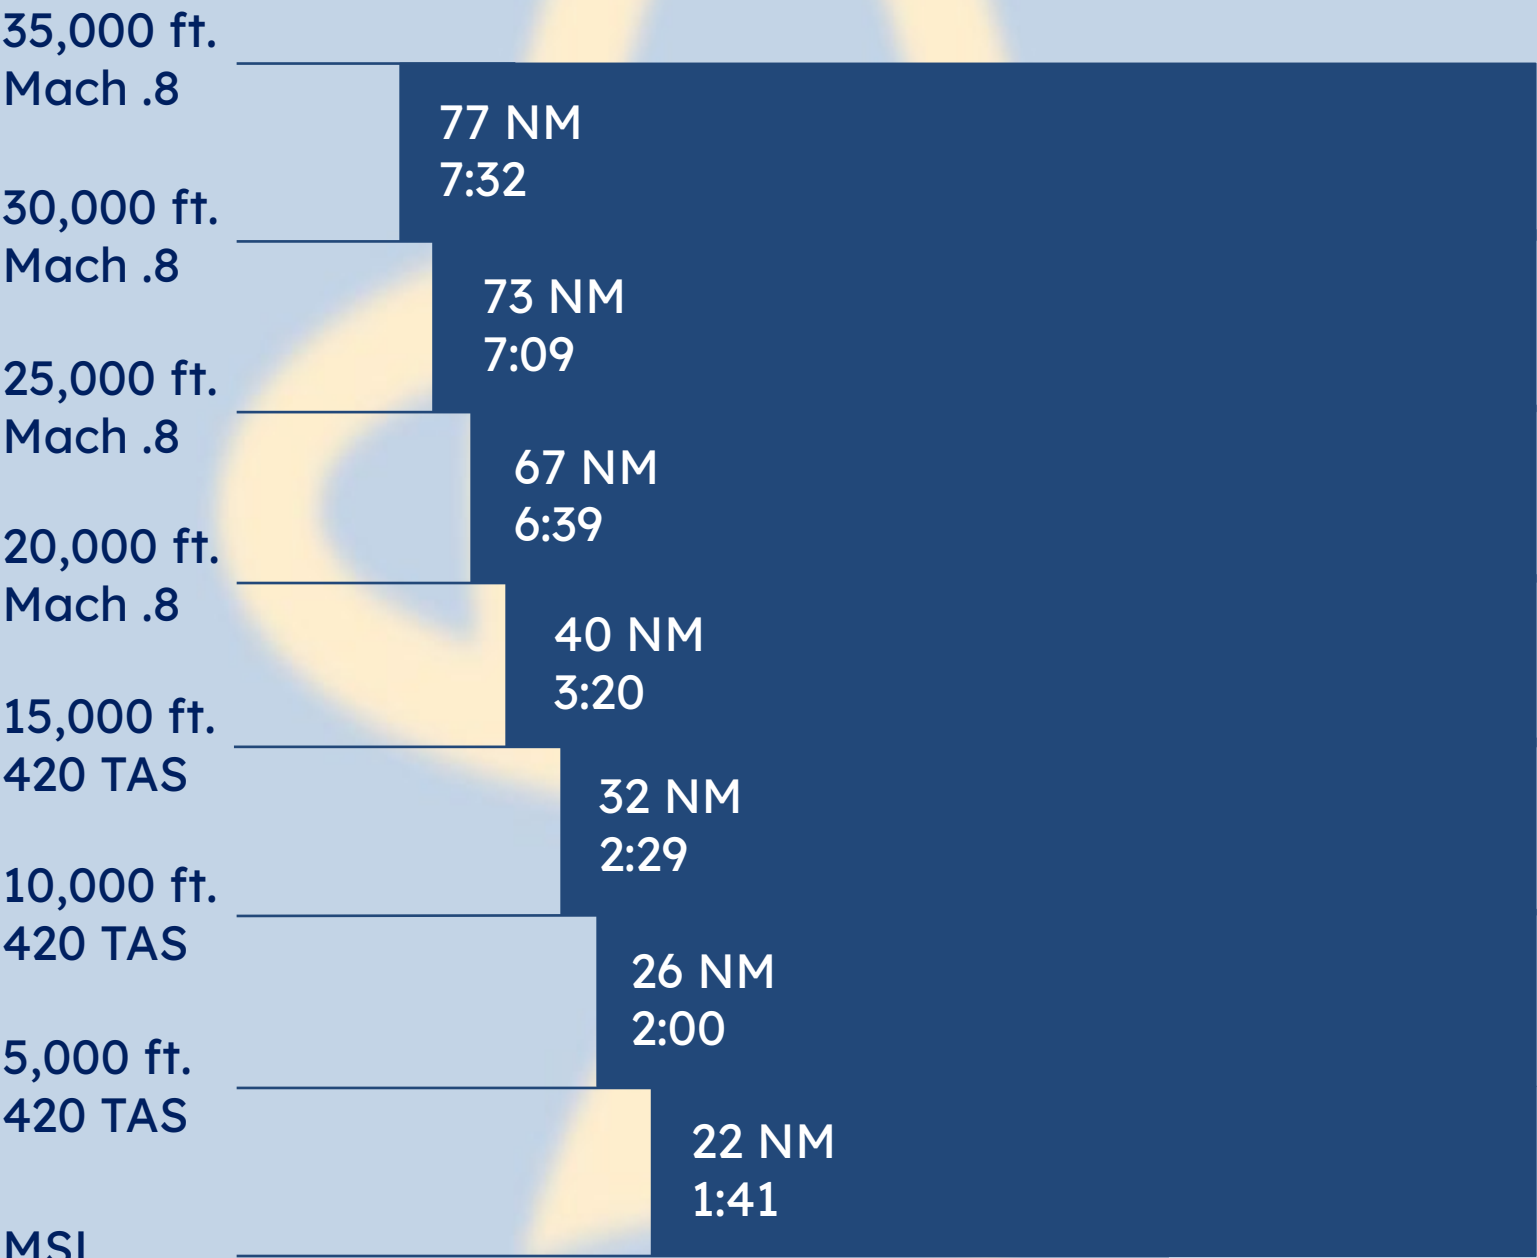 35,000 ft.
Mach .8
77 NM
7:32
30,000 ft.
Mach .8
73 NM
7:09
25,000 ft.
Mach .8
67 NM
6:39
20,000 ft.
Mach .8
40 NM
3:20
15,000 ft.
420 TAS
32 NM
2:29
10,000 ft.
420 TAS
26 NM
2:00
5,000 ft.
420 TAS
22 NM
1:41
MSL